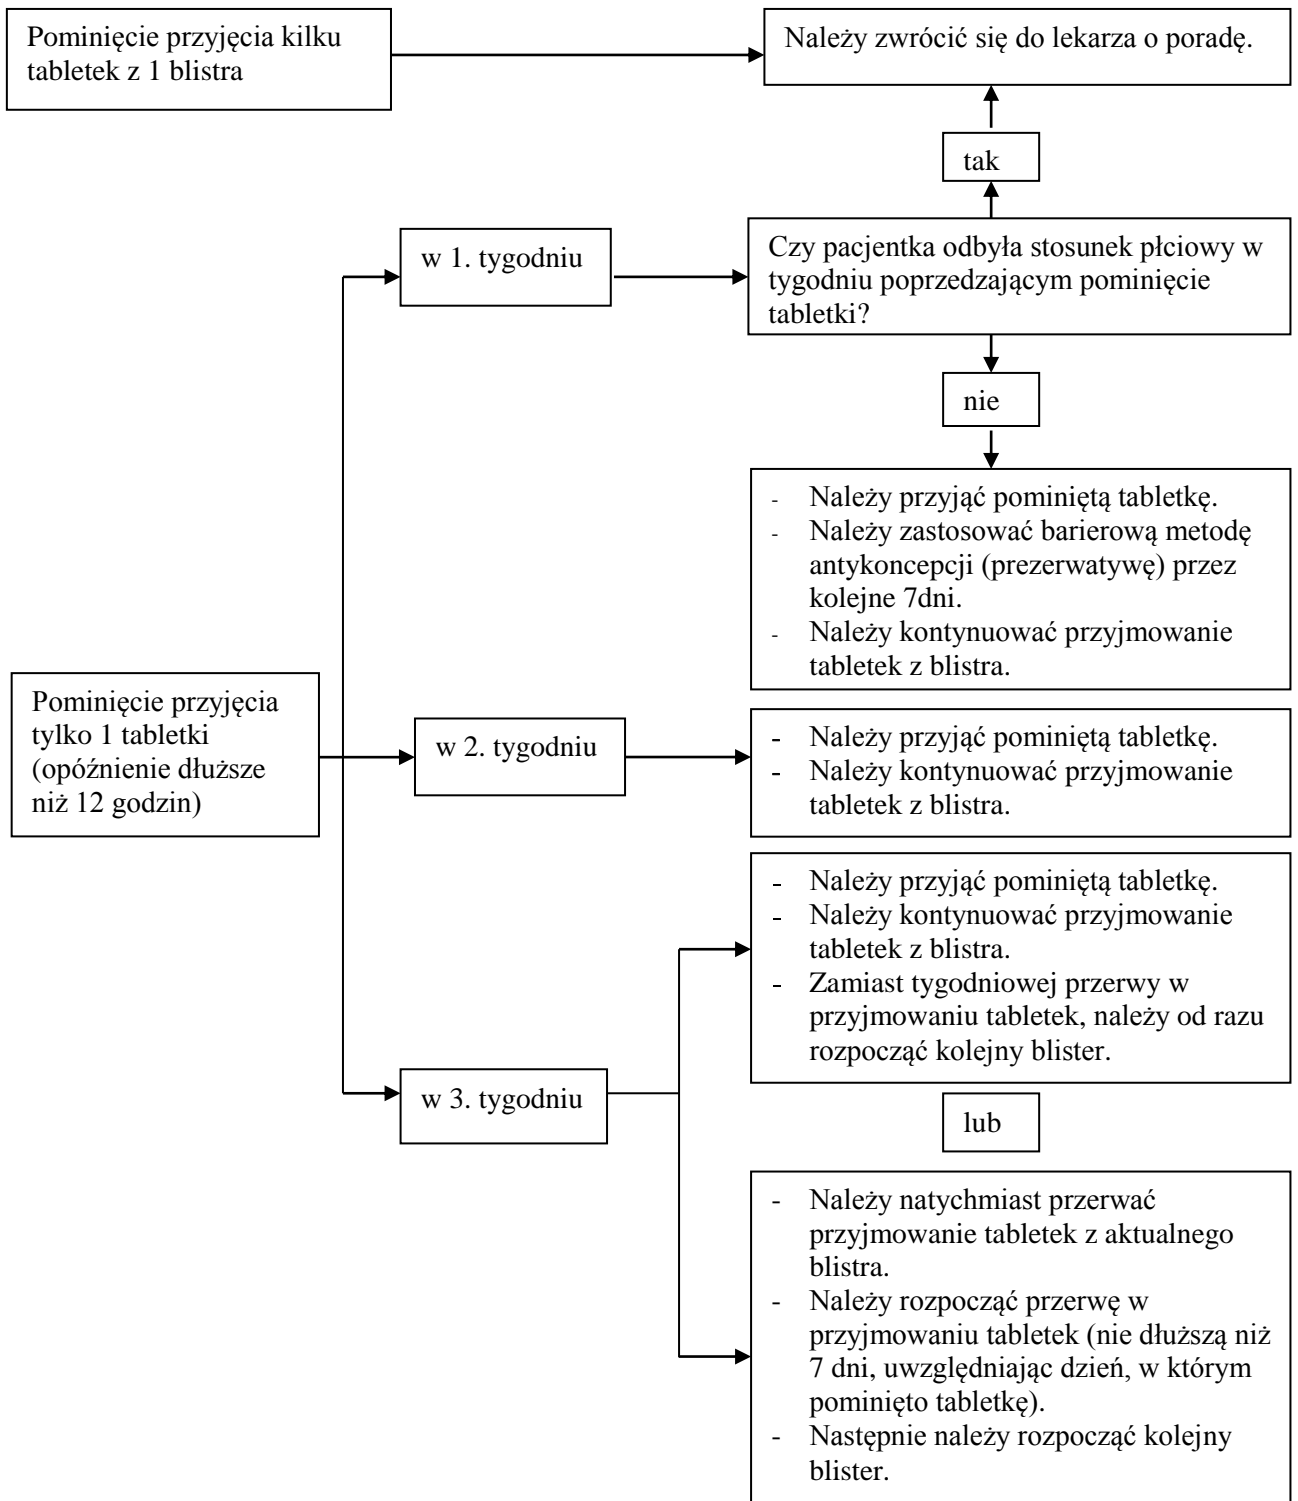 Pominięcie przyjęcia kilku
tabletek z 1 blistra
Należy zwrócić się do lekarza o poradę.
tak
w 1. tygodniu
Czy pacjentka odbyła stosunek płciowy w
tygodniu poprzedzającym pominięcie
tabletki?
nie
- Należy przyjąć pominiętą tabletkę.
- Należy zastosować barierową metodę
antykoncepcji (prezerwatywę) przez
kolejne 7dni.
- Należy kontynuować przyjmowanie
tabletek z blistra.
Pominięcie przyjęcia
tylko 1 tabletki
(opóźnienie dłuższe
niż 12 godzin)
w 2. tygodniu
- Należy przyjąć pominiętą tabletkę.
- Należy kontynuować przyjmowanie
tabletek z blistra.
- Należy przyjąć pominiętą tabletkę.
- Należy kontynuować przyjmowanie
tabletek z blistra.
- Zamiast tygodniowej przerwy w
przyjmowaniu tabletek, należy od razu
rozpocząć kolejny blister.
w 3. tygodniu
lub
- Należy natychmiast przerwać
przyjmowanie tabletek z aktualnego
blistra.
- Należy rozpocząć przerwę w
przyjmowaniu tabletek (nie dłuższą niż
7 dni, uwzględniając dzień, w którym
pominięto tabletkę).
- Następnie należy rozpocząć kolejny
blister.